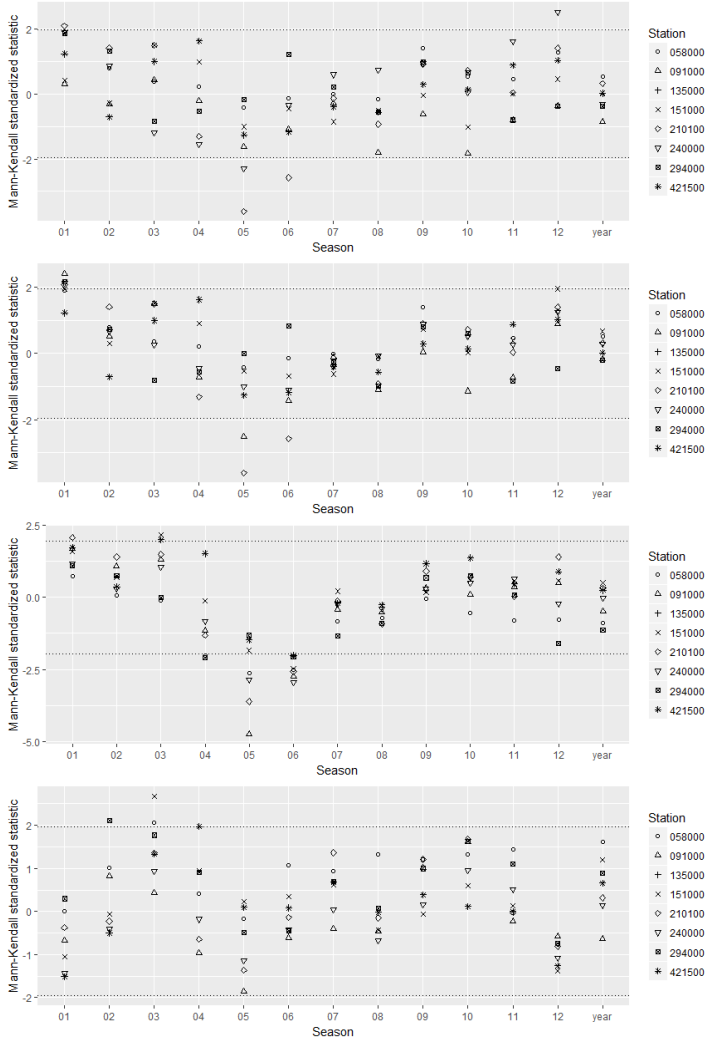 Mann-Kendall standardized statistic
2
0
-2
01 02 03 04 05 06 07 08 09 10 11 12 year
Season
Station
058000
091000
135000
151000
210100
240000
294000
421500
Mann-Kendall standardized statistic
2
0
-2
01 02 03 04 05 06 07 08 09 10 11 12 year
Season
Station
058000
091000
135000
151000
210100
240000
294000
421500
Mann-Kendall standardized statistic
2.5
0.0
-2.5
-5.0
01 02 03 04 05 06 07 08 09 10 11 12 year
Season
Station
058000
091000
135000
151000
210100
240000
294000
421500
Mann-Kendall standardized statistic
2
1
0
-1
-2
01 02 03 04 05 06 07 08 09 10 11 12 year
Season
Station
058000
091000
135000
151000
210100
240000
294000
421500